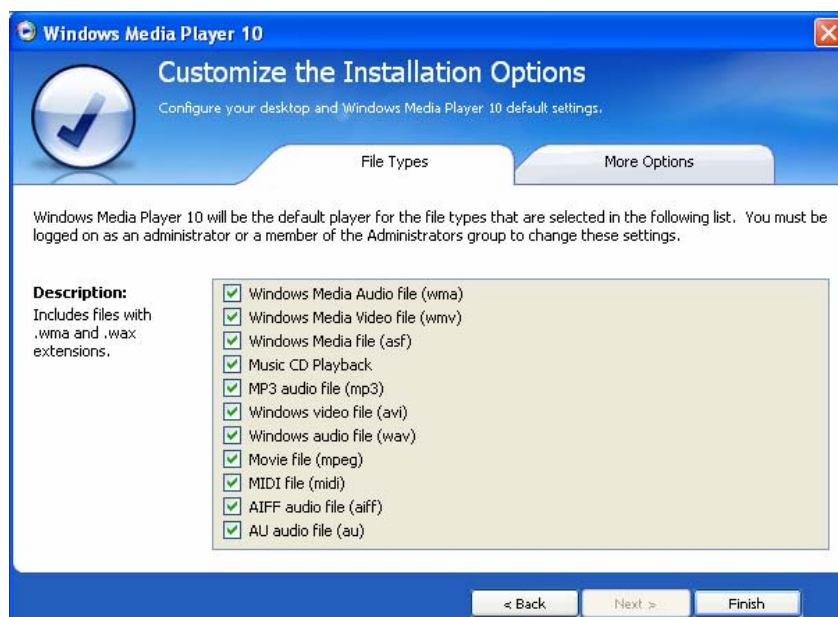 Windows Media Player 10
Customize the Installation Options
Configure your desktop and Windows Media Player 10 default settings.
File Types
More Options
Windows Media Player 10 will be the default player for the file types that are selected in the following list. You must be
logged on as an administrator or a member of the Administrators group to change these settings.
Description:
Includes files with
.wma and .wax
extensions.
Windows Media Audio file (wma)
Windows Media Video file (wmv)
Windows Media file (asf)
Music CD Playback
MP3 audio file (mp3)
Windows video file (avi)
Windows audio file (wav)
Movie file (mpeg)
MIDI file (midi)
AIFF audio file (aiff)
AU audio file (au)
< Back
Next >
Finish